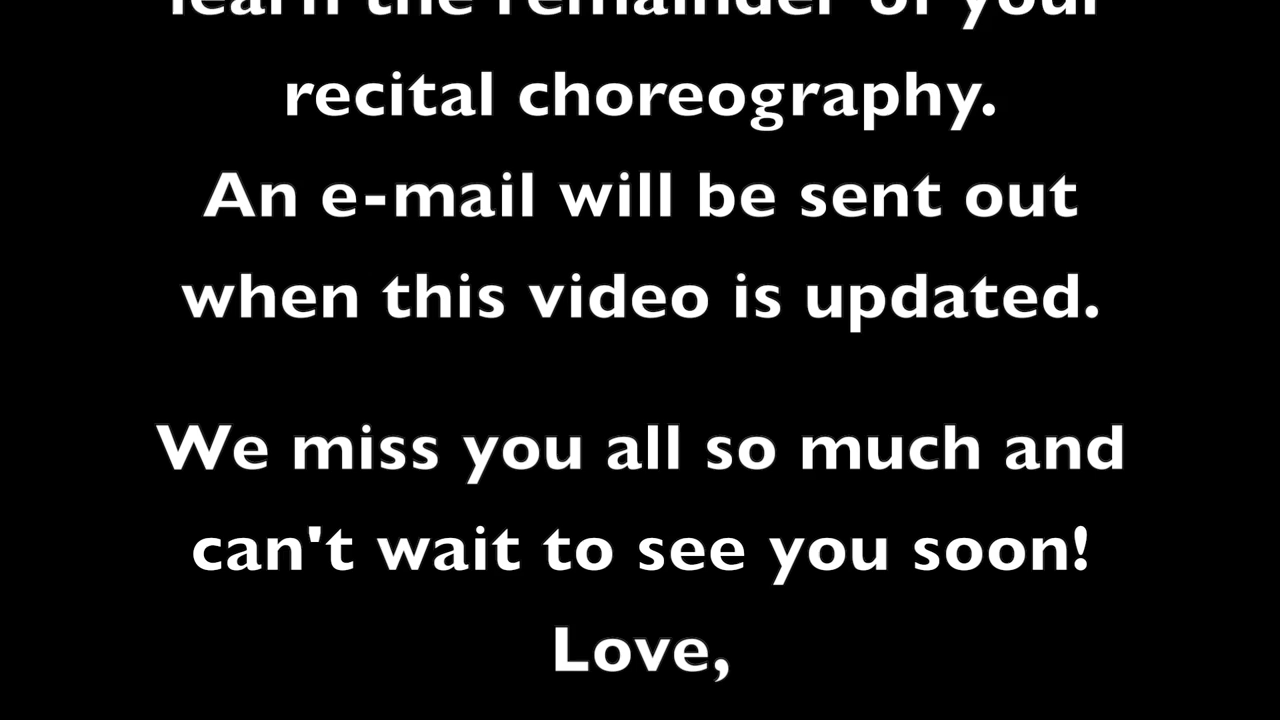 learn the remainder of your
recital choreography.
An e-mail will be sent out
when this video is updated.
We miss you all so much and
can't wait to see you soon!
Love,